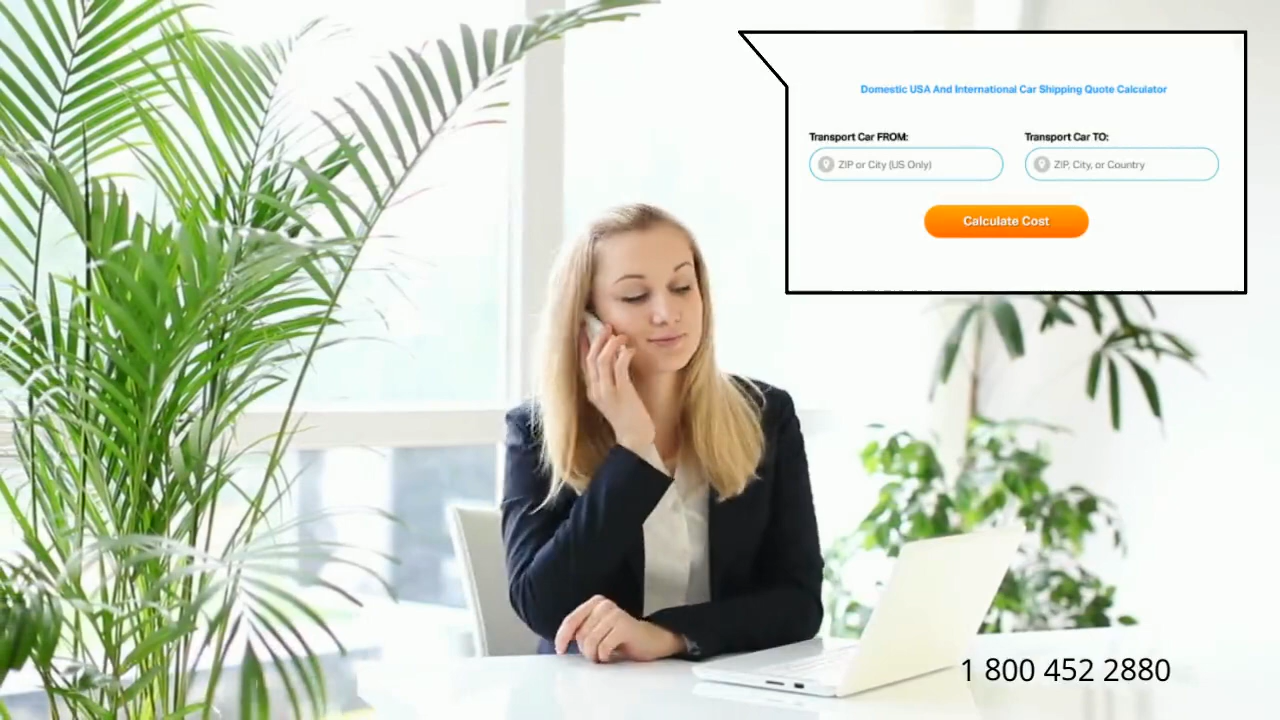 Domestic USA And International Car Shipping Quote Calculator
Transport Car FROM:
Transport Car TO:
ZIP or City (US Only)
ZIP, City, or Country
Calculate Cost
1 800 452 2880